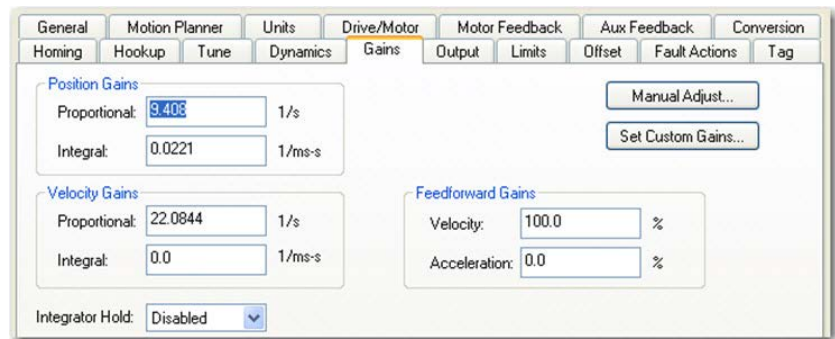 General Motion Planner Units Drive/Motor Motor Feedback Aux Feedback Conversion
Homing Hookup Tune Dynamics Gains Output Limits Offset Fault Actions Tag
Position Gains
Proportional: 9.408 1/s
Integral: 0.0221 1/ms-s
Manual Adjust...
Set Custom Gains...
Velocity Gains
Proportional: 22.0844 1/s
Integral: 0.0 1/ms-s
Feedforward Gains
Velocity: 100.0 %
Acceleration: 0.0 %
Integrator Hold: Disabled